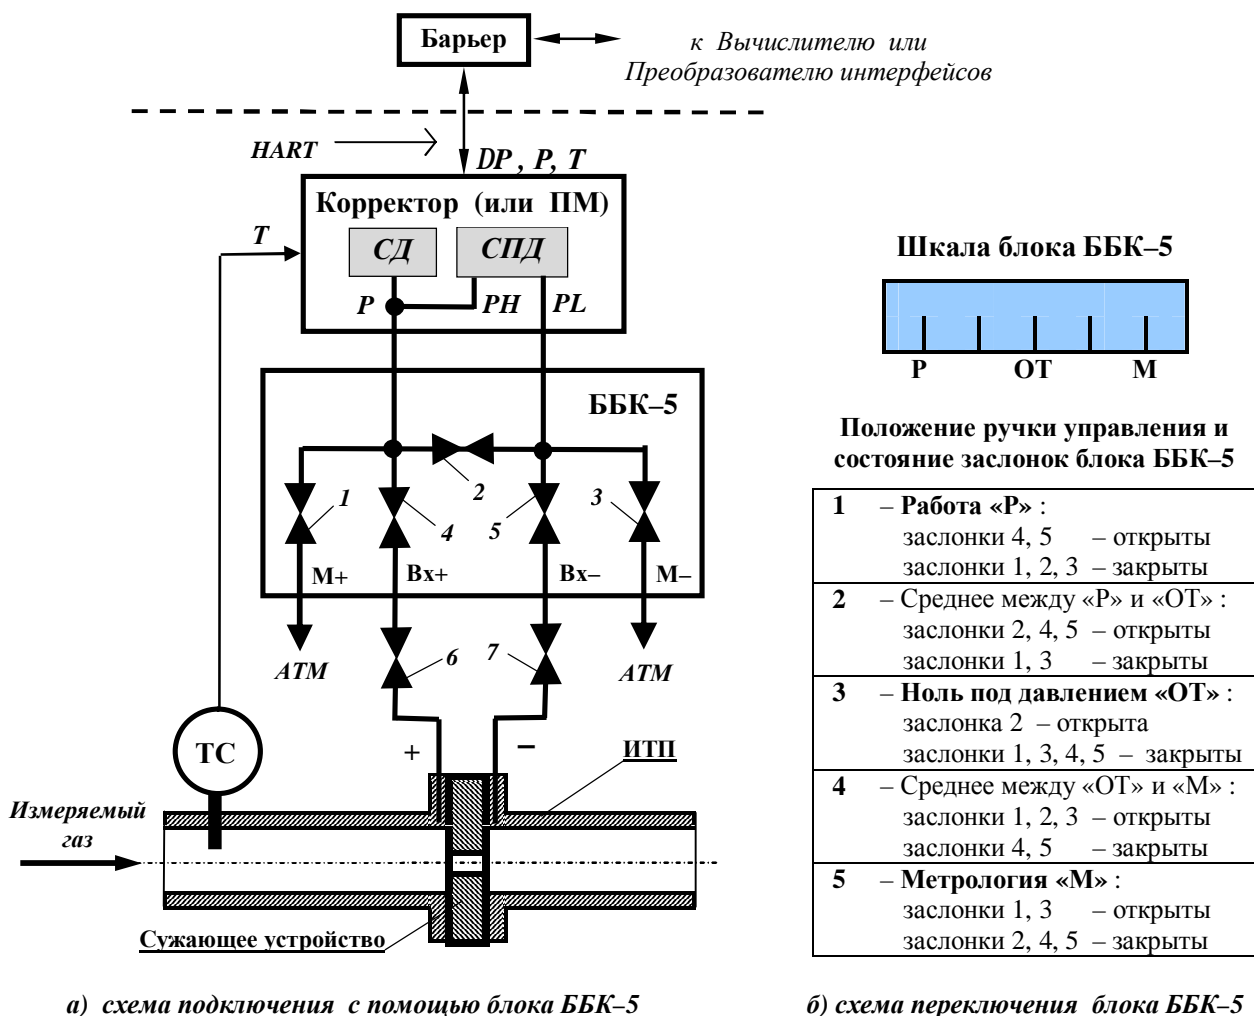 Барьер
к Вычислителю или
Преобразователю интерфейсов
HART
DP , P, T
Корректор (или ПМ)
T
СД
СПД
P
PH
PL
ББК–5
1
2
3
4
5
М+
Вх+
Вх–
М–
АТМ
6
7
АТМ
ТС
+
–
ИТП
Измеряемый
газ
Сужающее устройство
а) схема подключения с помощью блока ББК–5
Шкала блока ББК–5
Р ОТ М
Положение ручки управления и
состояние заслонок блока ББК–5
1 – Работа «Р» :
заслонки 4, 5 – открыты
заслонки 1, 2, 3 – закрыты
2 – Среднее между «Р» и «ОТ» :
заслонки 2, 4, 5 – открыты
заслонки 1, 3 – закрыты
3 – Ноль под давлением «ОТ» :
заслонка 2 – открыта
заслонки 1, 3, 4, 5 – закрыты
4 – Среднее между «ОТ» и «М» :
заслонки 1, 2, 3 – открыты
заслонки 4, 5 – закрыты
5 – Метрология «М» :
заслонки 1, 3 – открыты
заслонки 2, 4, 5 – закрыты
б) схема переключения блока ББК–5